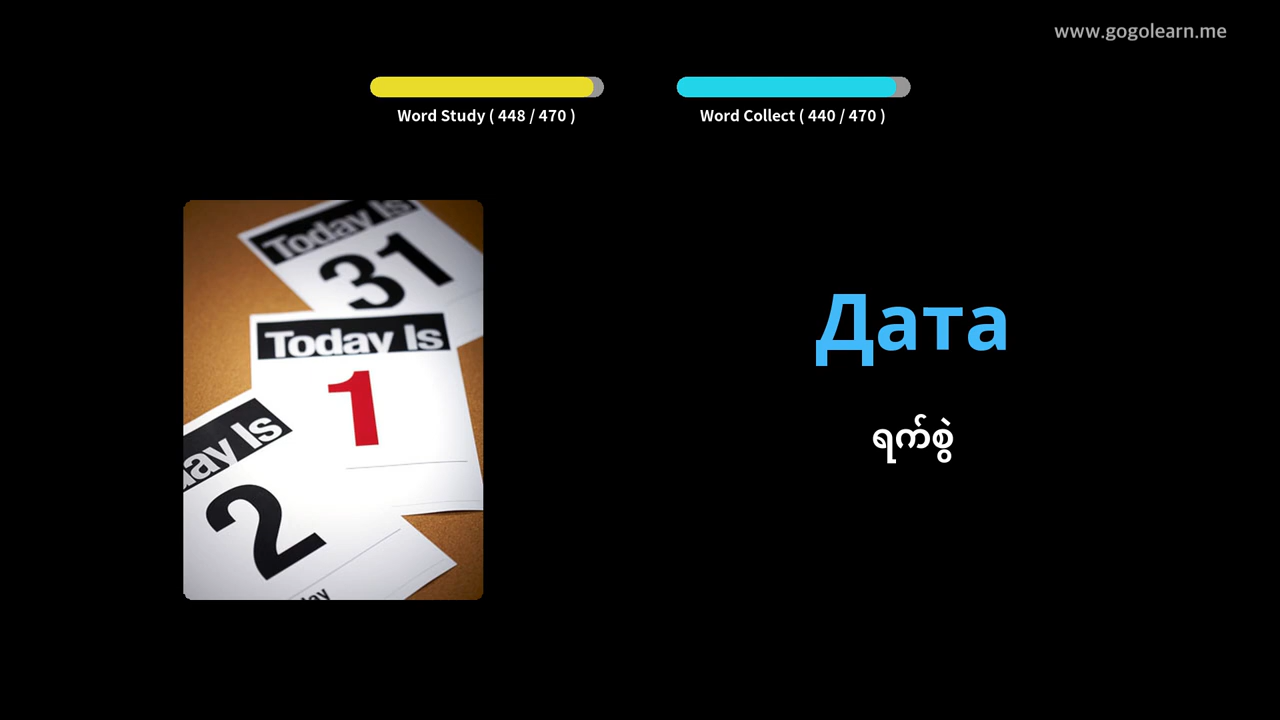 www.gogolearn.me
Word Study ( 448 / 470 )
Word Collect ( 440 / 470 )
Today Is
31
Today Is
1
day Is
2
day
Дата
ရက်စွဲ